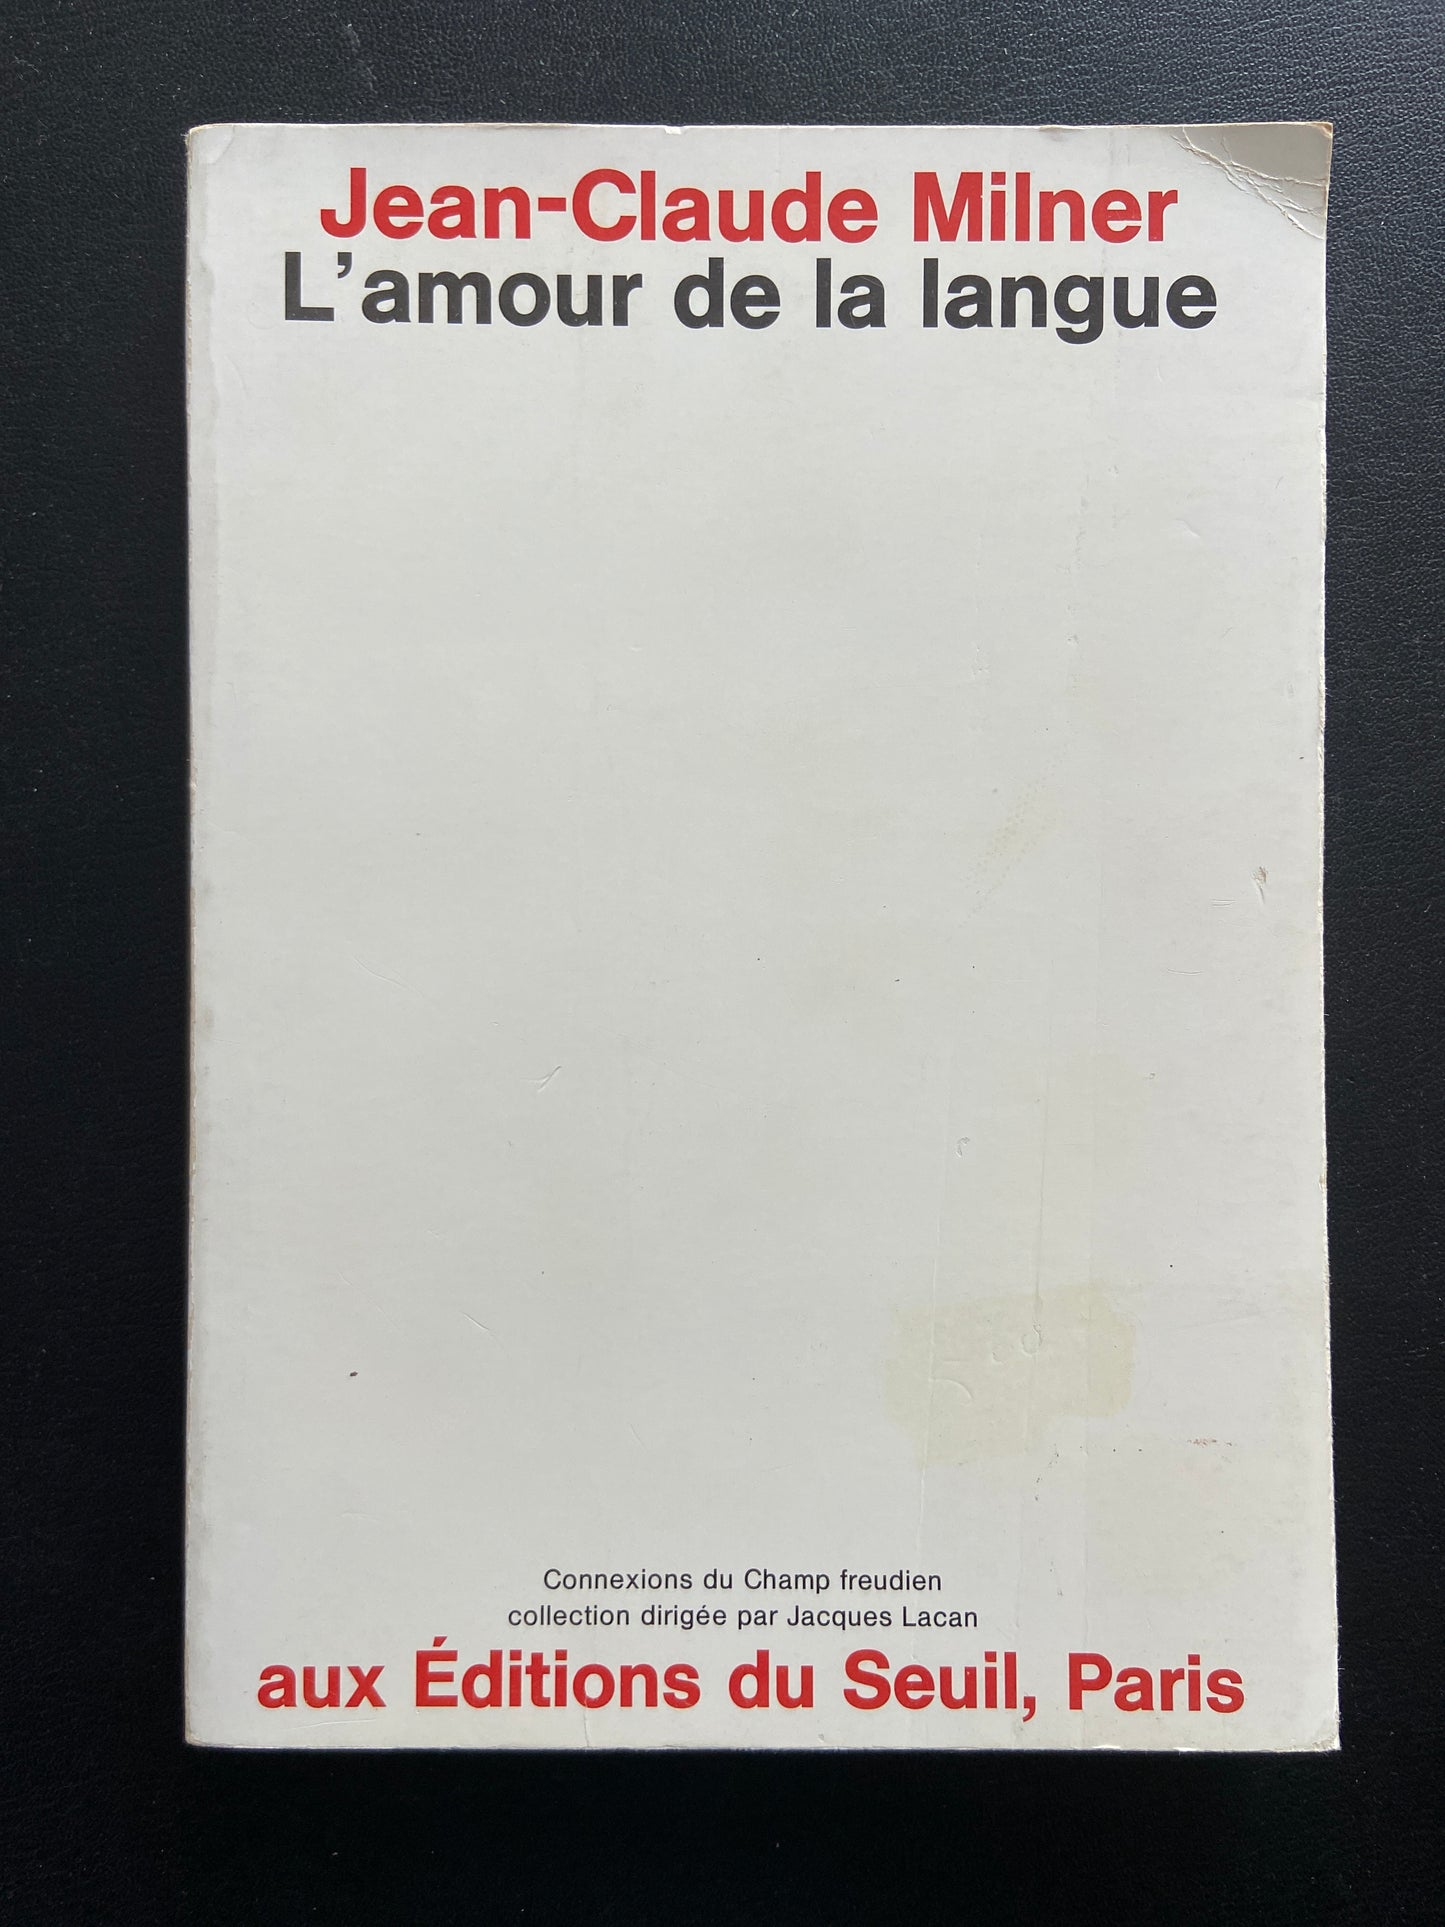 Jean-Claude Milner
L’amour de la langue
Connexions du Champ freudien
collection dirigée par Jacques Lacan
aux Éditions du Seuil, Paris